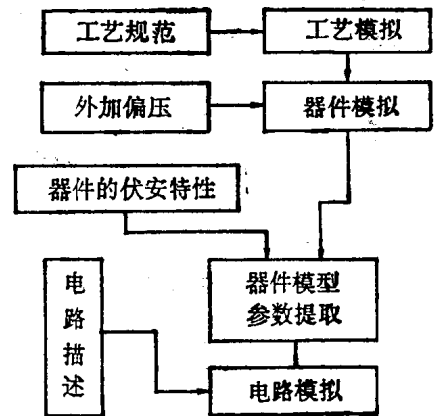 工艺规范
工艺模拟
外加偏压
器件模拟
器件的伏安特性
器件模型
参数提取
电路描述
电路模拟